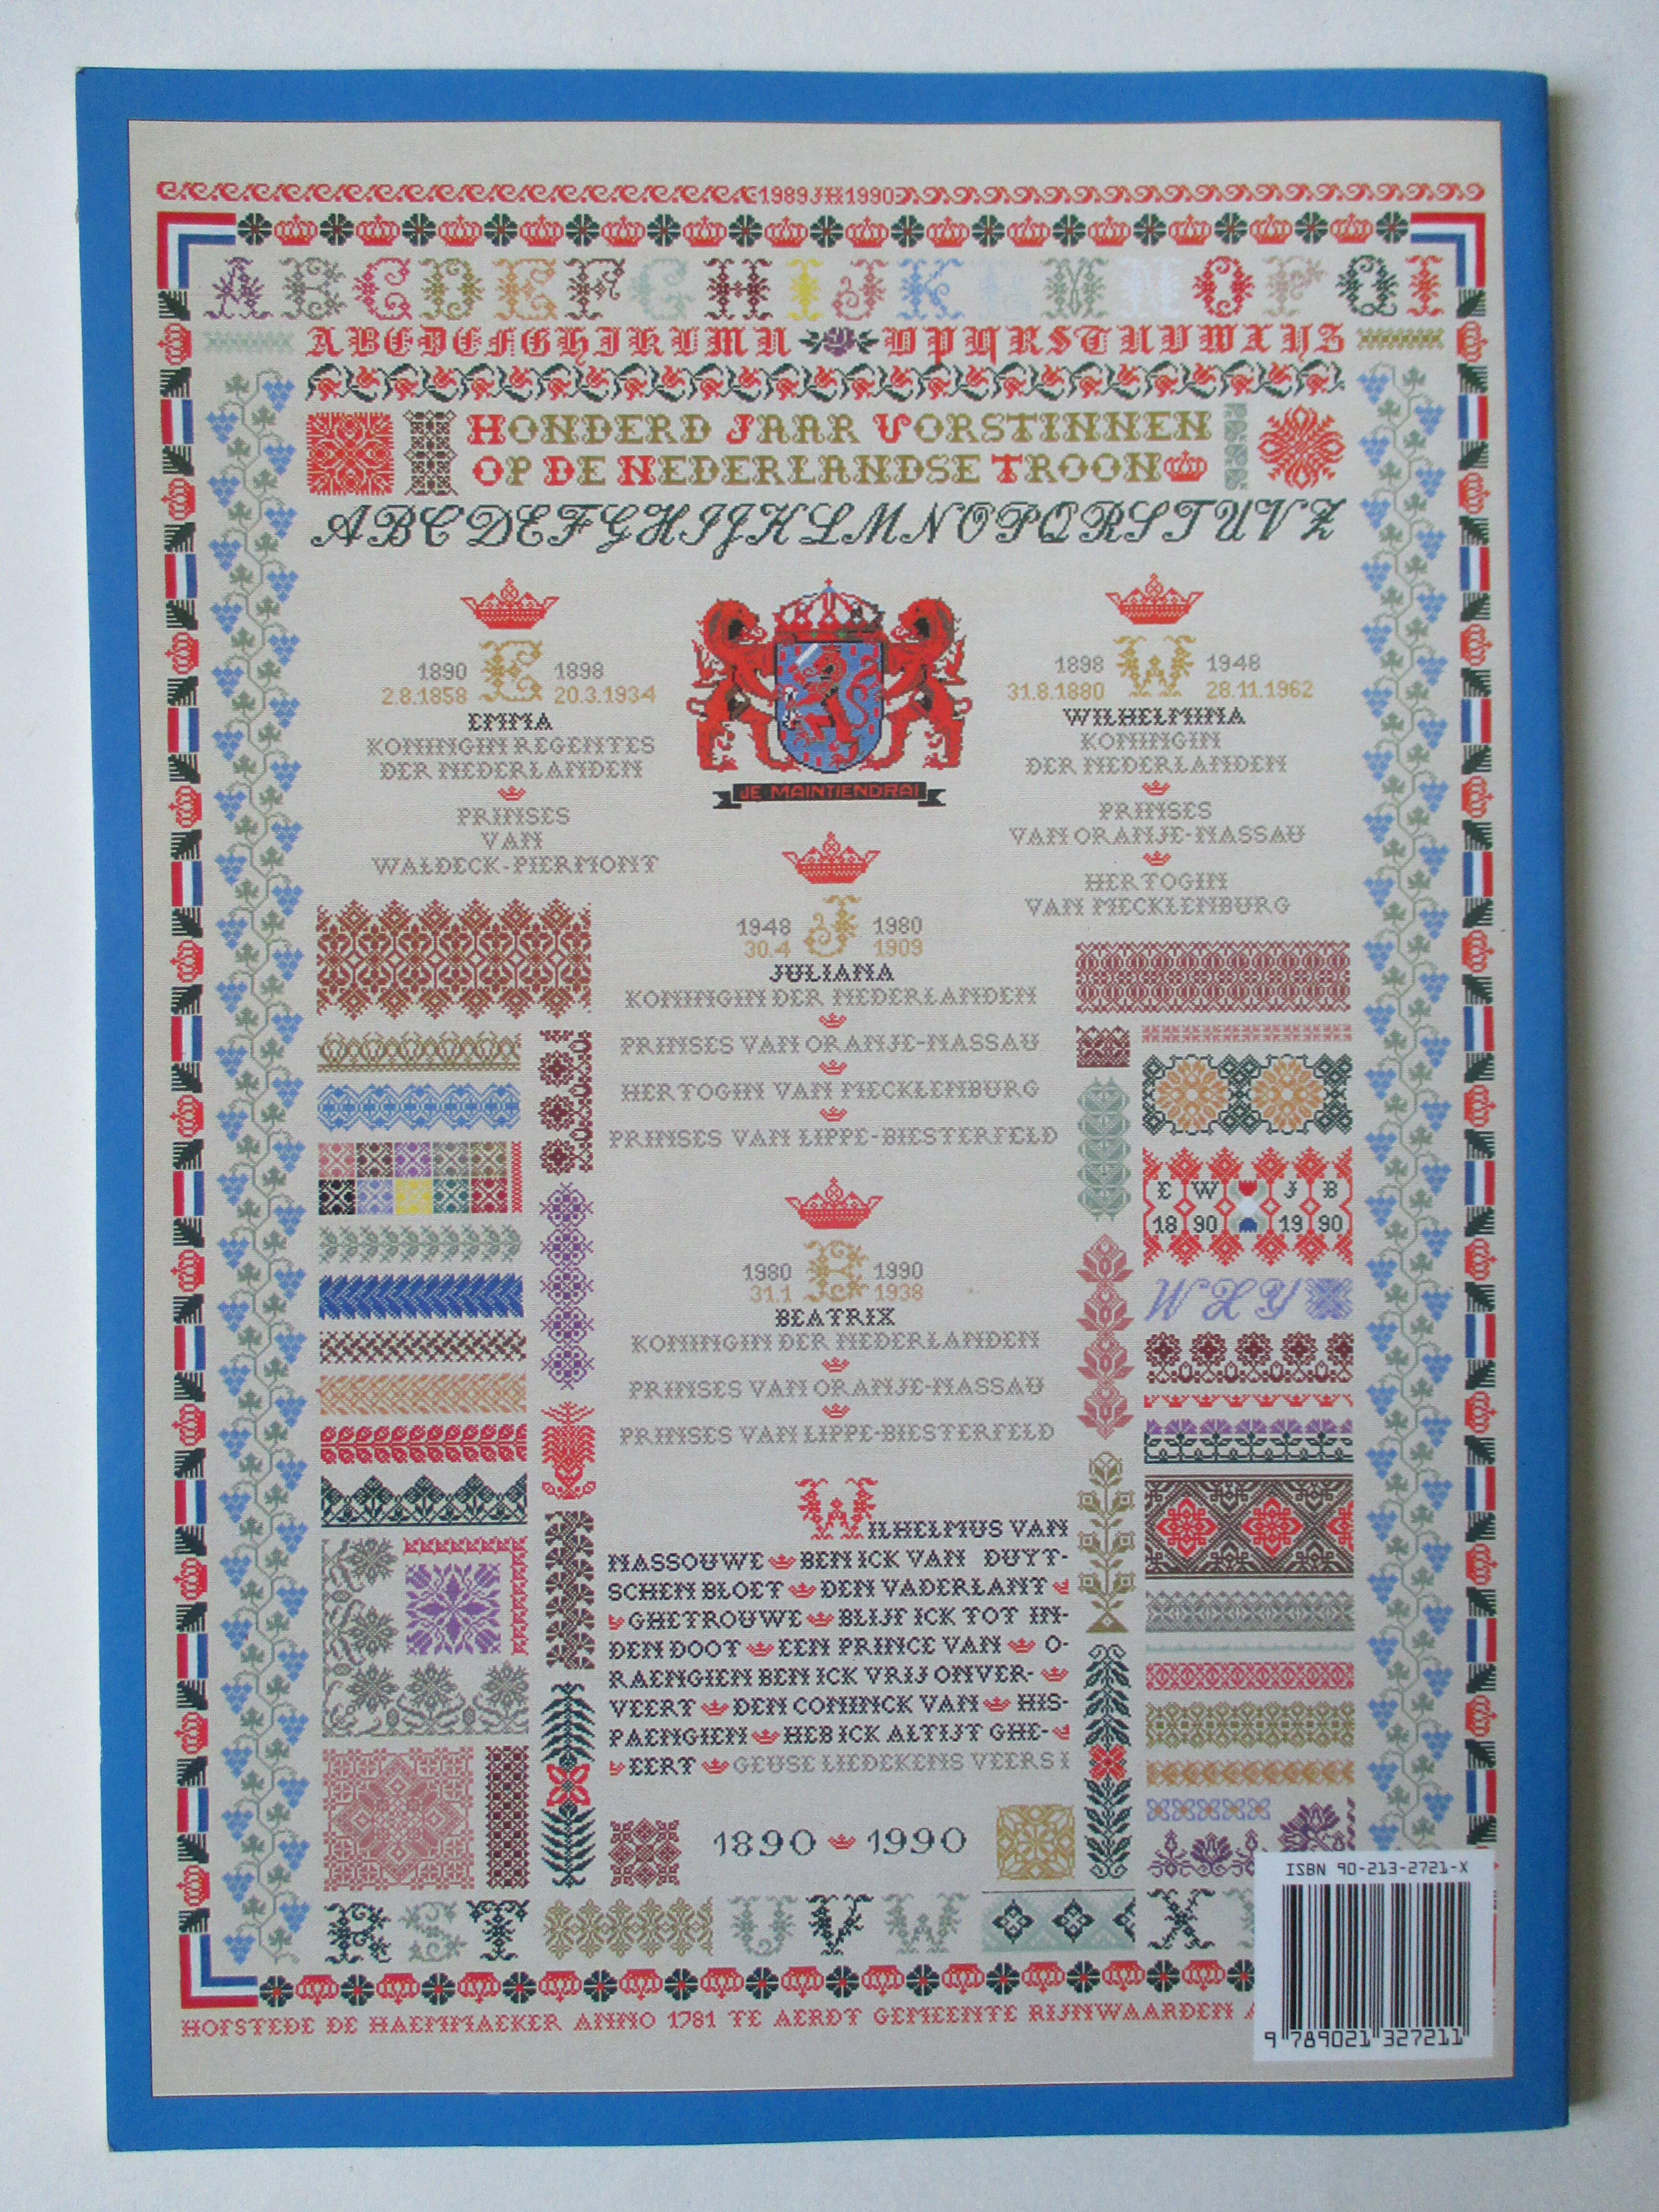 1989 JH 1990
A B C D E F G H I J K L M N O P Q I
A B C D E F G H I K L M N O P Q R S T U V W X Y Z
HONDERD JAAR VORSTINNEN
OP DE NEDERLANDSE TROON
A B C D E F G H I J K L M N O P Q R S T U V Z
E
1890 1898
2.8.1858 20.3.1934
EMMA
KONINGIN REGENTES
DER NEDERLANDEN
PRINSES
VAN
WALDECK-PIERMONT
JE MAINTIENDRAI
W
1898 1948
31.8.1880 28.11.1962
WILHELMINA
KONINGIN
DER NEDERLANDEN
PRINSES
VAN ORANJE-NASSAU
HERTOGIN
VAN MECKLENBURG
J
1948 1980
30.4 1909
JULIANA
KONINGIN DER NEDERLANDEN
PRINSES VAN ORANJE-NASSAU
HERTOGIN VAN MECKLENBURG
PRINSES VAN LIPPE-BIESTERFELD
E W J B
18 90 19 90
W X Y
B
1980 1990
31.1 1938
BEATRIX
KONINGIN DER NEDERLANDEN
PRINSES VAN ORANJE-NASSAU
PRINSES VAN LIPPE-BIESTERFELD
WILHELMUS VAN
NASSOUWE BEN ICK VAN DUYT-
SCHEN BLOET DEN VADERLANT
GHETROUWE BLIJF ICK TOT IN-
DEN DOOT EEN PRINCE VAN O-
RAENGIEN BEN ICK VRIJ ONVER-
VEERT DEN CONINCK VAN HIS-
PAENGIEN HEB ICK ALTIJT GHE-
EERT GEUSE LIEDEKENS VEERS I
1890 1990
R S T U V W X
HOFSTEDE DE HAEMMAEKER ANNO 1781 TE AERDT GEMEENTE RIJNWAARDEN A
ISBN 90-213-2721-X
9 789021 327211